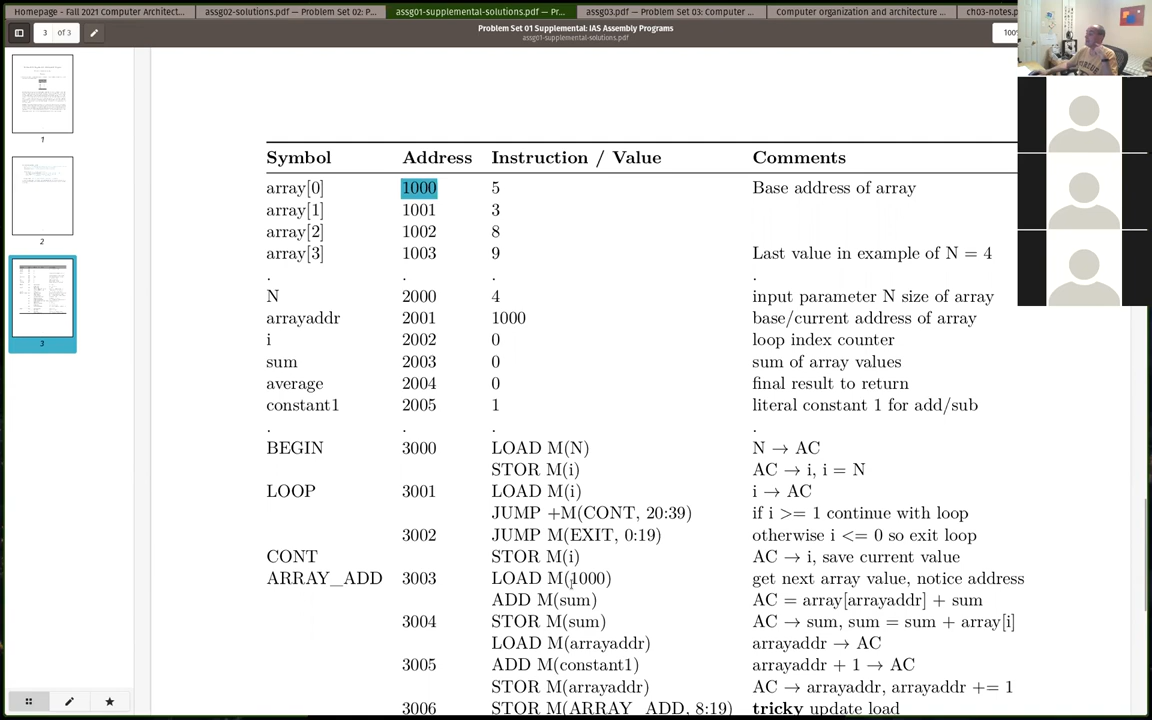 Homepage - Fall 2021 Computer Architect...
assg02-solutions.pdf — Problem Set 02: P...
assg01-supplemental-solutions.pdf — Pr...
assg03.pdf — Problem Set 03: Computer ...
Computer organization and architecture ...
ch03-notes.p
3 of 3
Problem Set 01 Supplemental: IAS Assembly Programs
assg01-supplemental-solutions.pdf
100
1
2
3
Symbol Address Instruction / Value Comments
array[0] 1000 5 Base address of array
array[1] 1001 3
array[2] 1002 8
array[3] 1003 9 Last value in example of N = 4
. . . .
N 2000 4 input parameter N size of array
arrayaddr 2001 1000 base/current address of array
i 2002 0 loop index counter
sum 2003 0 sum of array values
average 2004 0 final result to return
constant1 2005 1 literal constant 1 for add/sub
. . . .
BEGIN 3000 LOAD M(N) N → AC
STOR M(i) AC → i, i = N
LOOP 3001 LOAD M(i) i → AC
JUMP +M(CONT, 20:39) if i >= 1 continue with loop
3002 JUMP M(EXIT, 0:19) otherwise i <= 0 so exit loop
CONT STOR M(i) AC → i, save current value
ARRAY_ADD 3003 LOAD M(1000) get next array value, notice address
ADD M(sum) AC = array[arrayaddr] + sum
3004 STOR M(sum) AC → sum, sum = sum + array[i]
LOAD M(arrayaddr) arrayaddr → AC
3005 ADD M(constant1) arrayaddr + 1 → AC
STOR M(arrayaddr) AC → arrayaddr, arrayaddr += 1
3006 STOR M(ARRAY_ADD, 8:19) tricky update load